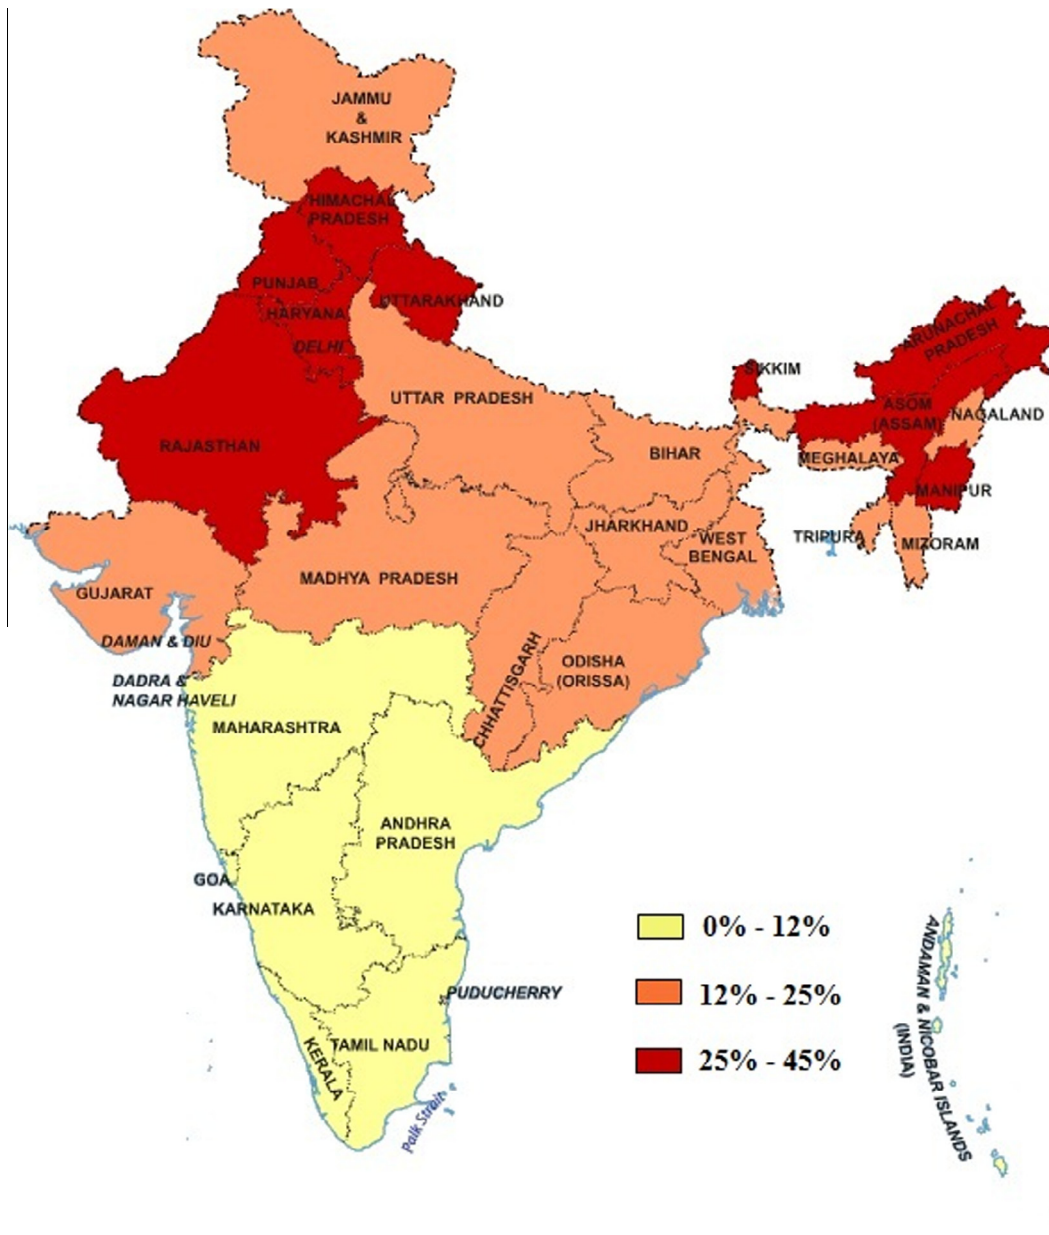 JAMMU
&
KASHMIR
HIMACHAL
PRADESH
PUNJAB
UTTARAKHAND
HARYANA
DELHI
ARUNACHAL
PRADESH
SIKKIM
UTTAR PRADESH
ASOM
(ASSAM)
NAGALAND
RAJASTHAN
BIHAR
MEGHALAYA
MANIPUR
JHARKHAND
WEST
BENGAL
TRIPURA
MIZORAM
MADHYA PRADESH
GUJARAT
DAMAN & DIU
CHHATTISGARH
ODISHA
(ORISSA)
DADRA &
NAGAR HAVELI
MAHARASHTRA
ANDHRA
PRADESH
GOA
KARNATAKA
0% - 12%
12% - 25%
25% - 45%
PUDUCHERRY
TAMIL NADU
KERALA
Palk Strait
ANDAMAN & NICOBAR ISLANDS
(INDIA)